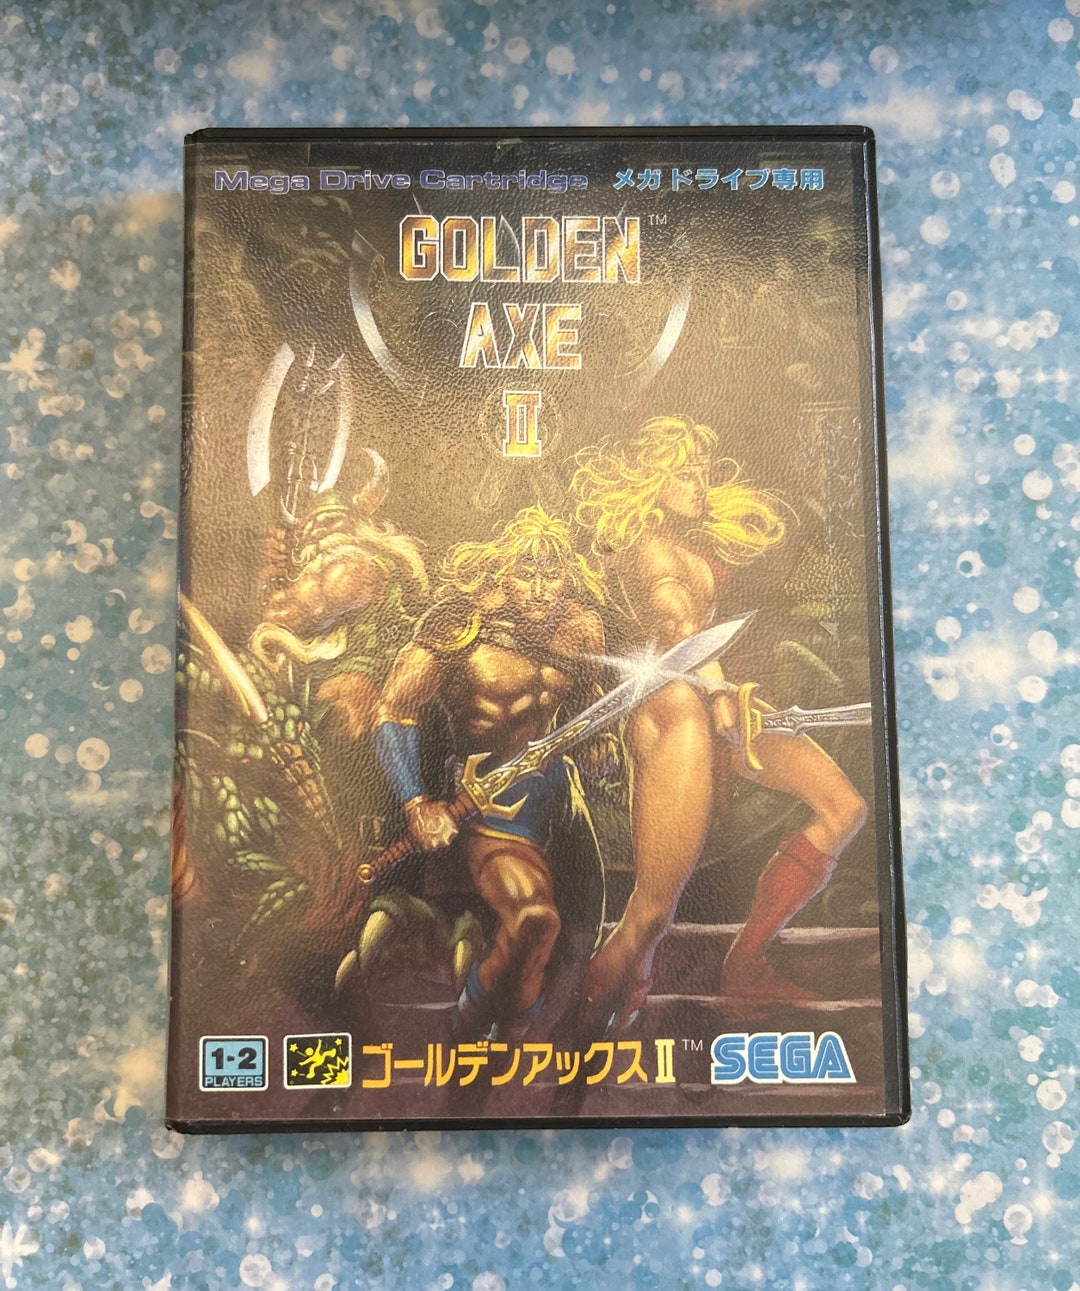 Mega Drive Cartridge メガドライブ専用
GOLDEN™
AXE
II
1-2
PLAYERS
ゴールデンアックスII™
SEGA